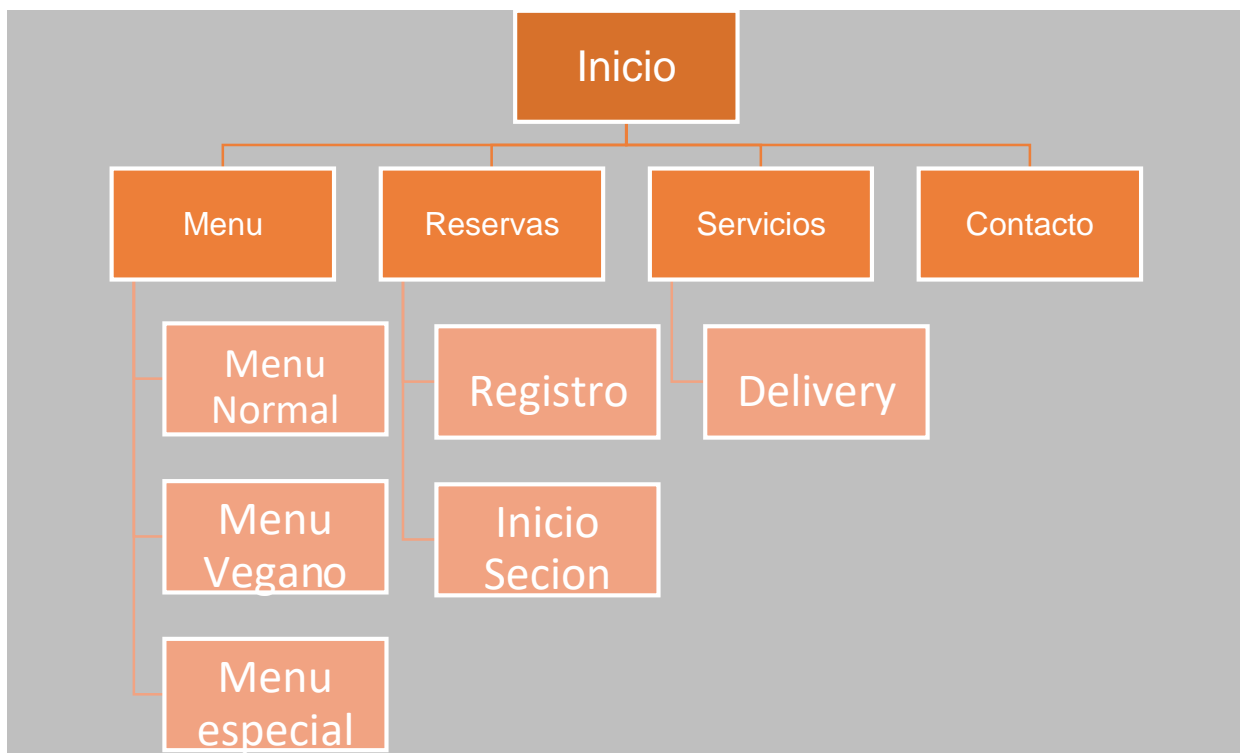 Inicio
Menu
Reservas
Servicios
Contacto
Menu
Normal
Registro
Delivery
Menu
Vegano
Inicio
Secion
Menu
especial